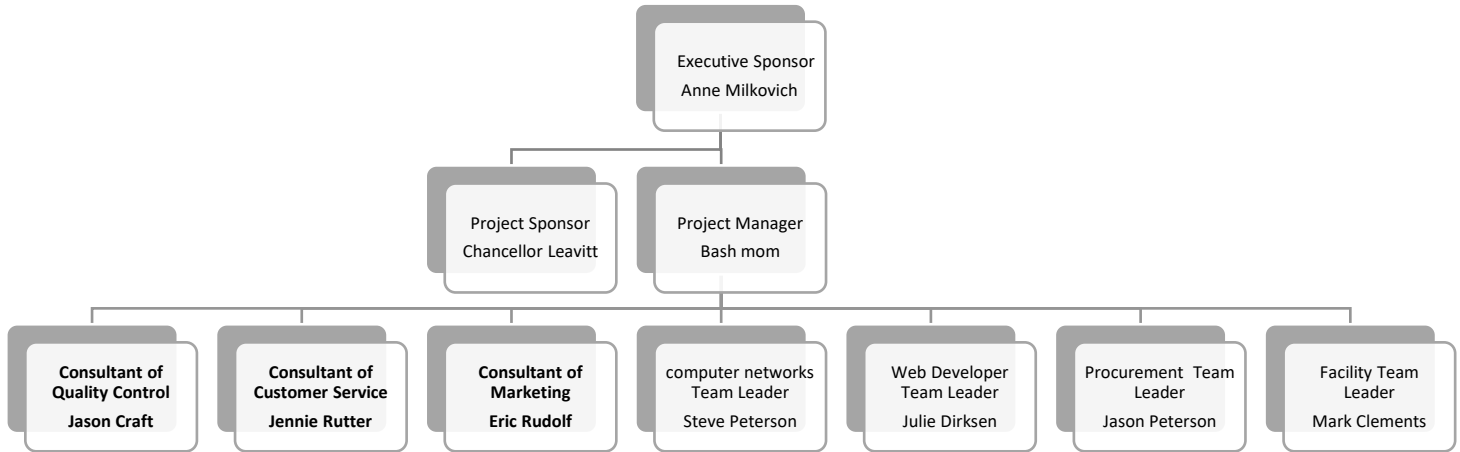 Executive Sponsor
Anne Milkovich
Project Sponsor
Chancellor Leavitt
Project Manager
Bash mom
Consultant of
Quality Control
Jason Craft
Consultant of
Customer Service
Jennie Rutter
Consultant of
Marketing
Eric Rudolf
computer networks
Team Leader
Steve Peterson
Web Developer
Team Leader
Julie Dirksen
Procurement Team
Leader
Jason Peterson
Facility Team
Leader
Mark Clements